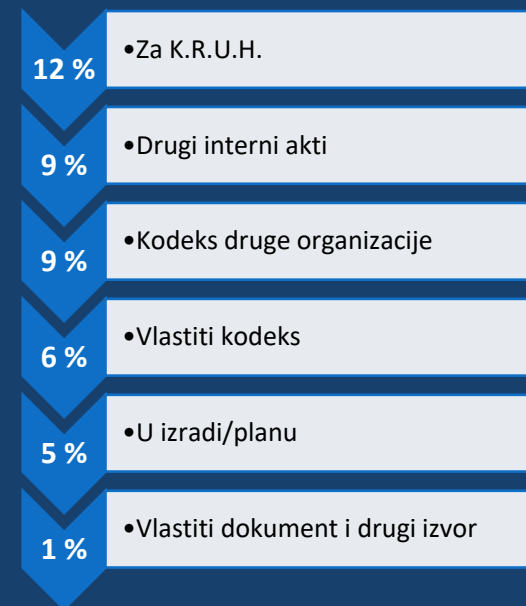 12 %
•Za K.R.U.H.
9 %
•Drugi interni akti
9 %
•Kodeks druge organizacije
6 %
•Vlastiti kodeks
5 %
•U izradi/planu
1 %
•Vlastiti dokument i drugi izvor